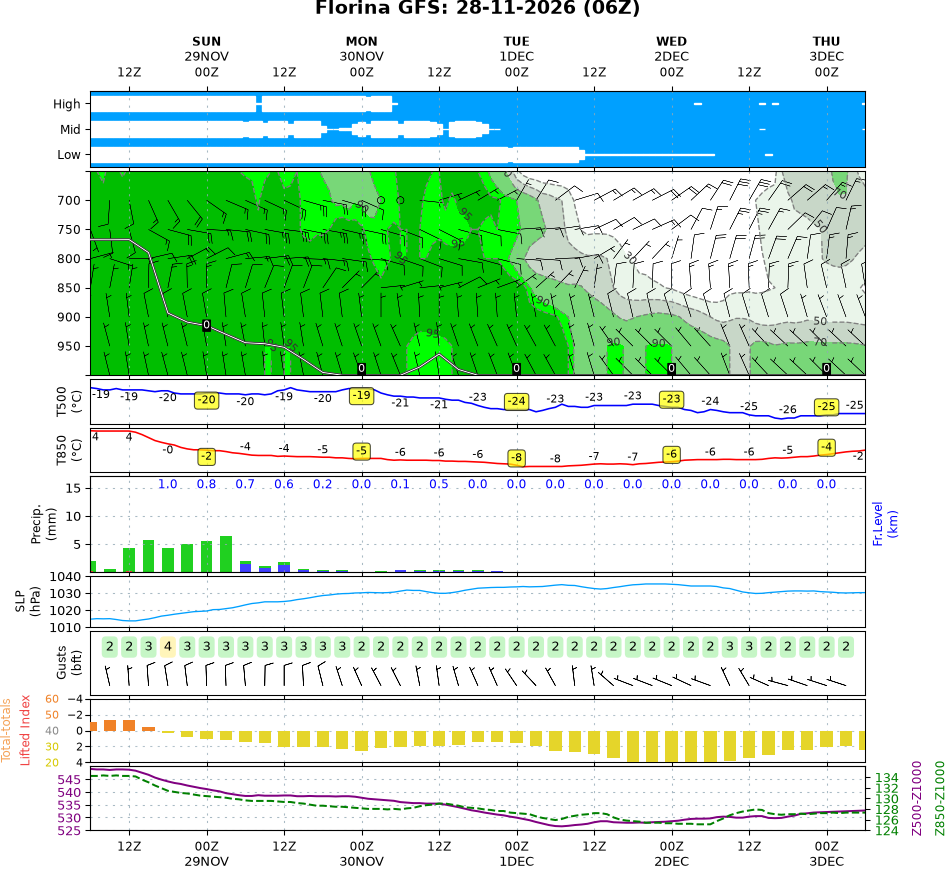 Florina GFS: 28-11-2026 (06Z)
SUN MON TUE WED THU
29NOV 30NOV 1DEC 2DEC 3DEC
12Z 00Z 12Z 00Z 12Z 00Z 12Z 00Z 12Z 00Z
High
Mid
Low
700
750
800
850
900
950
95 95 95 95 95 95 95 90 90 90 30 50 50 70 70 0
0 0 0 0 0
T500
(°C)
-19 -19 -20 -20 -20 -19 -20 -19 -21 -21 -23 -24 -23 -23 -23 -23 -24 -25 -26 -25 -25
T850
(°C)
4 4 -0 -2 -4 -4 -5 -5 -6 -6 -6 -8 -8 -7 -7 -6 -6 -6 -5 -4 -2
Precip.
(mm)
15
10
5
1.0 0.8 0.7 0.6 0.2 0.0 0.1 0.5 0.0 0.0 0.0 0.0 0.0 0.0 0.0 0.0 0.0 0.0
Fr.Level
(km)
SLP
(hPa)
1040
1030
1020
1010
Gusts
(bft)
2 2 3 4 3 3 3 3 3 3 3 3 2 2 2 2 3 3 2 2 2 2 2 2 2 2 2 2 2 2 2 2 3 3 2 2 2 2 2
Total-totals
Lifted Index
60 −4
50 −2
40 0
30 2
20 4
545
540
535
530
525
134
132
130
128
126
124
Z500-Z1000
Z850-Z1000
12Z 00Z 12Z 00Z 12Z 00Z 12Z 00Z 12Z 00Z
29NOV 30NOV 1DEC 2DEC 3DEC